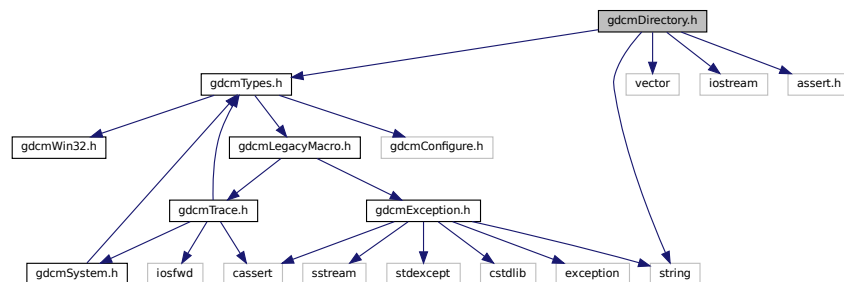 gdcmDirectory.h
gdcmTypes.h
vector
iostream
assert.h
gdcmWin32.h
gdcmLegacyMacro.h
gdcmConfigure.h
gdcmTrace.h
gdcmException.h
gdcmSystem.h
iosfwd
cassert
sstream
stdexcept
cstdlib
exception
string